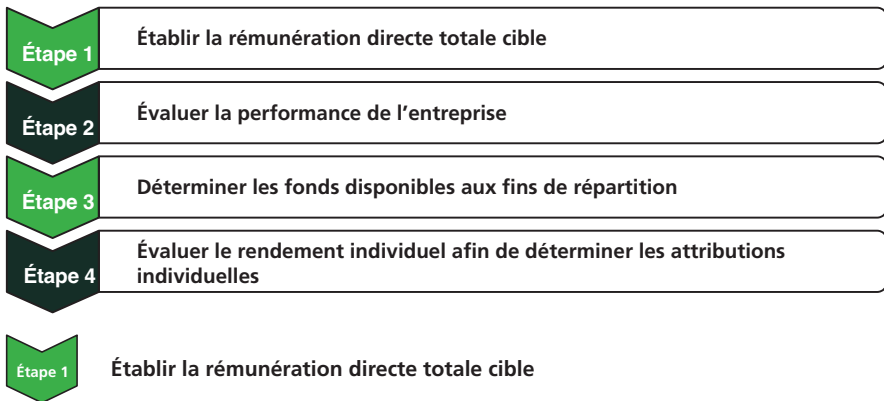 Étape 1
Établir la rémunération directe totale cible
Étape 2
Évaluer la performance de l’entreprise
Étape 3
Déterminer les fonds disponibles aux fins de répartition
Étape 4
Évaluer le rendement individuel afin de déterminer les attributions
individuelles
Étape 1
Établir la rémunération directe totale cible